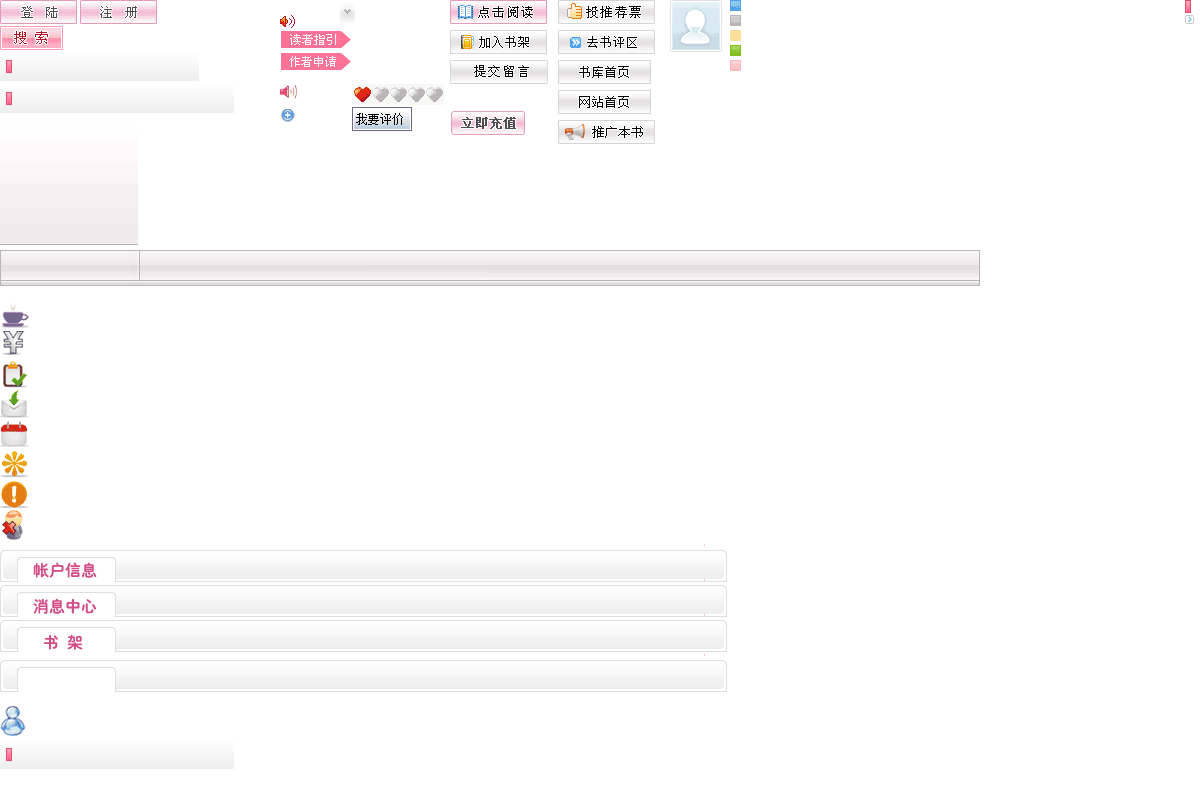 登 陆
注 册
搜 索
读者指引
作者申请
我要评价
点击阅读
加入书架
提交留言
立即充值
投推荐票
去书评区
书库首页
网站首页
推广本书
帐户信息
消息中心
书 架